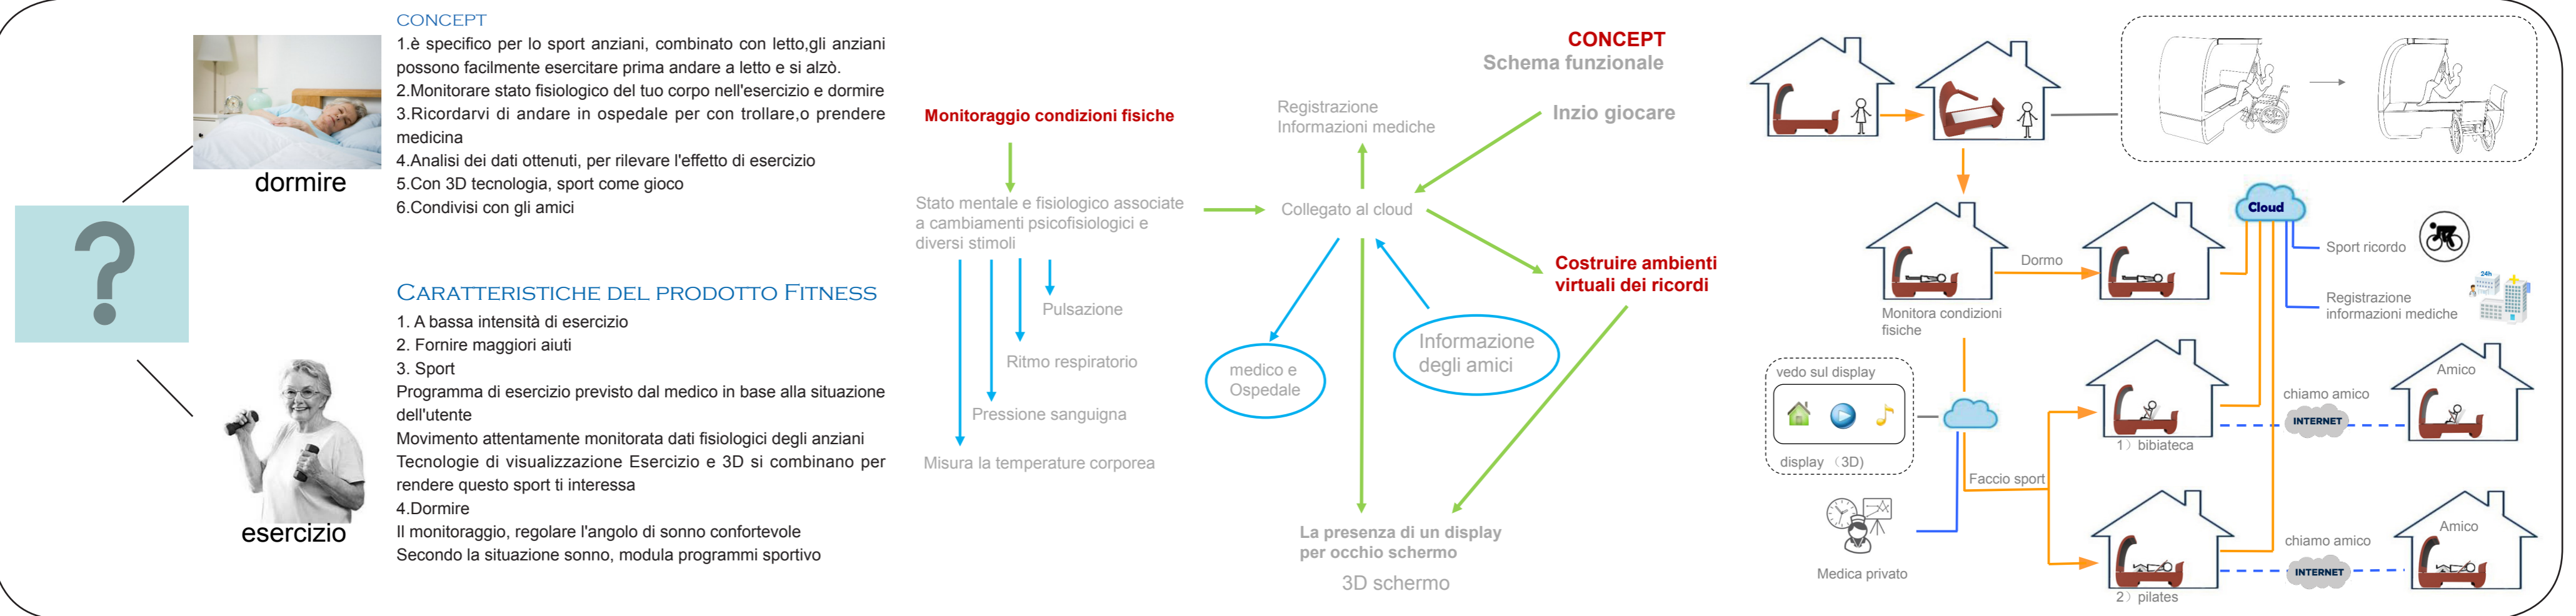 dormire
?
esercizio
CONCEPT
1.è specifico per lo sport anziani, combinato con letto,gli anziani
possono facilmente esercitare prima andare a letto e si alzò.
2.Monitorare stato fisiologico del tuo corpo nell'esercizio e dormire
3.Ricordarvi di andare in ospedale per con trollare,o prendere
medicina
4.Analisi dei dati ottenuti, per rilevare l'effetto di esercizio
5.Con 3D tecnologia, sport come gioco
6.Condivisi con gli amici
Caratteristiche del prodotto Fitness
1. A bassa intensità di esercizio
2. Fornire maggiori aiuti
3. Sport
Programma di esercizio previsto dal medico in base alla situazione
dell'utente
Movimento attentamente monitorata dati fisiologici degli anziani
Tecnologie di visualizzazione Esercizio e 3D si combinano per
rendere questo sport ti interessa
4.Dormire
Il monitoraggio, regolare l'angolo di sonno confortevole
Secondo la situazione sonno, modula programmi sportivo
CONCEPT
Schema funzionale
Monitoraggio condizioni fisiche
Registrazione
Informazioni mediche
Inzio giocare
Stato mentale e fisiologico associate
a cambiamenti psicofisiologici e
diversi stimoli
Collegato al cloud
Costruire ambienti
virtuali dei ricordi
Pulsazione
Ritmo respiratorio
Pressione sanguigna
Misura la temperature corporea
medico e
Ospedale
Informazione
degli amici
La presenza di un display
per occhio schermo
3D schermo
Cloud
Sport ricordo
Dormo
24h
Registrazione
informazioni mediche
Monitora condizioni
fisiche
vedo sul display
display （3D）
Amico
chiamo amico
INTERNET
1）bibiateca
Faccio sport
Medica privato
Amico
chiamo amico
INTERNET
2）pilates